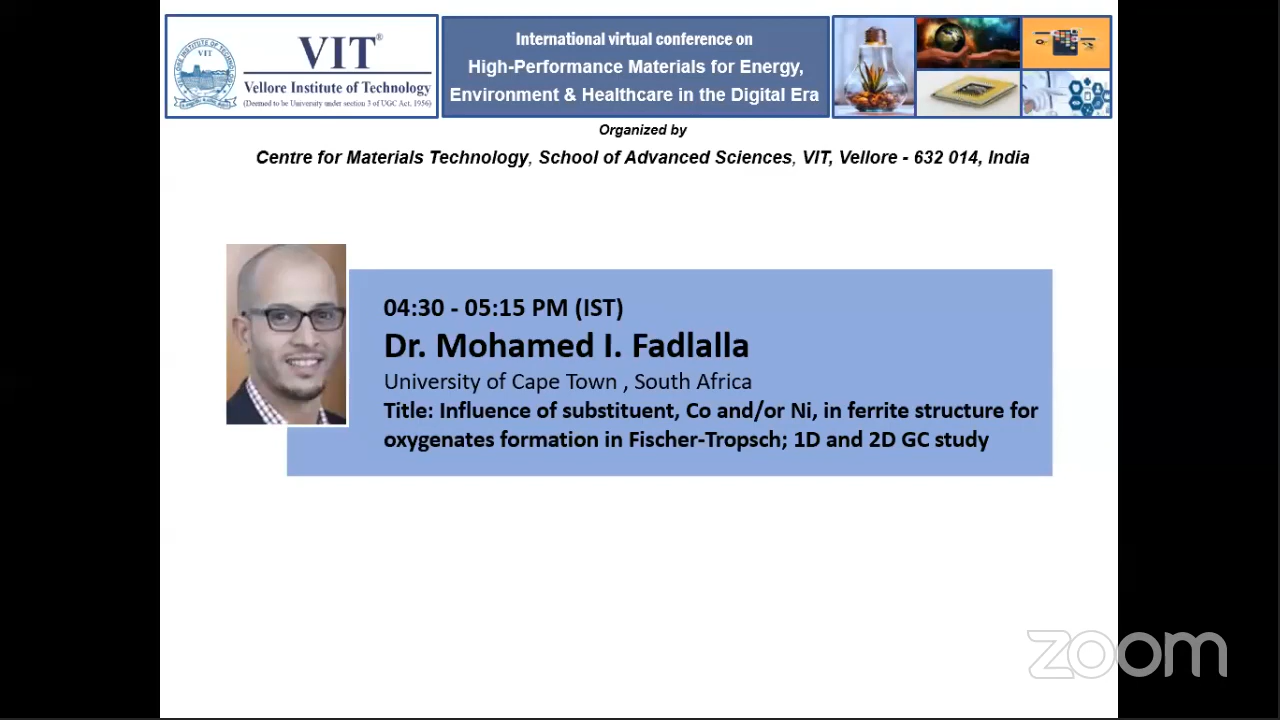 VIT®
Vellore Institute of Technology
(Deemed to be University under section 3 of UGC Act, 1956)
International virtual conference on
High-Performance Materials for Energy,
Environment & Healthcare in the Digital Era
Organized by
Centre for Materials Technology, School of Advanced Sciences, VIT, Vellore - 632 014, India
04:30 - 05:15 PM (IST)
Dr. Mohamed I. Fadlalla
University of Cape Town , South Africa
Title: Influence of substituent, Co and/or Ni, in ferrite structure for
oxygenates formation in Fischer-Tropsch; 1D and 2D GC study
zoom